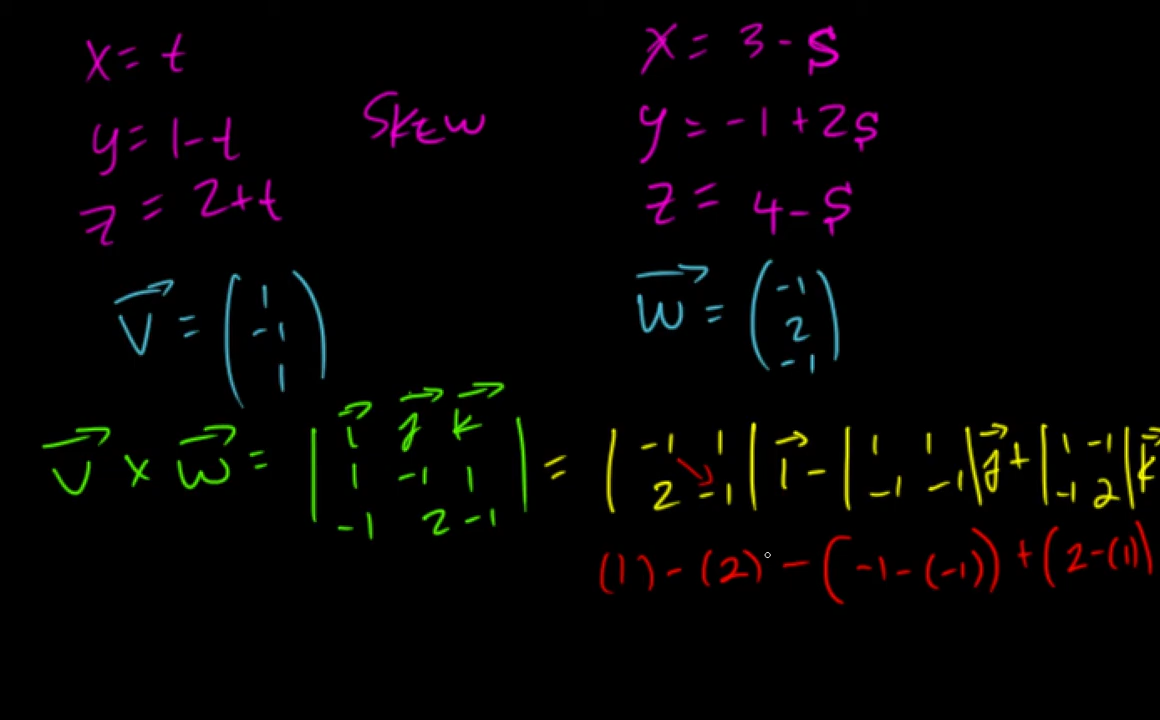 x = t
y = 1 - t
z = 2 + t
Skew
x = 3 - s
y = -1 + 2s
z = 4 - s
v = ( 1 -1 1 )
w = ( -1 2 -1 )
v × w = | i j k | = | -1 1 | i - | 1 1 | j + | 1 -1 | k
1 -1 1 2 -1 -1 -1 -1 2
-1 2 -1
(1) - (2) - (-1 - (-1)) + (2 - (1))